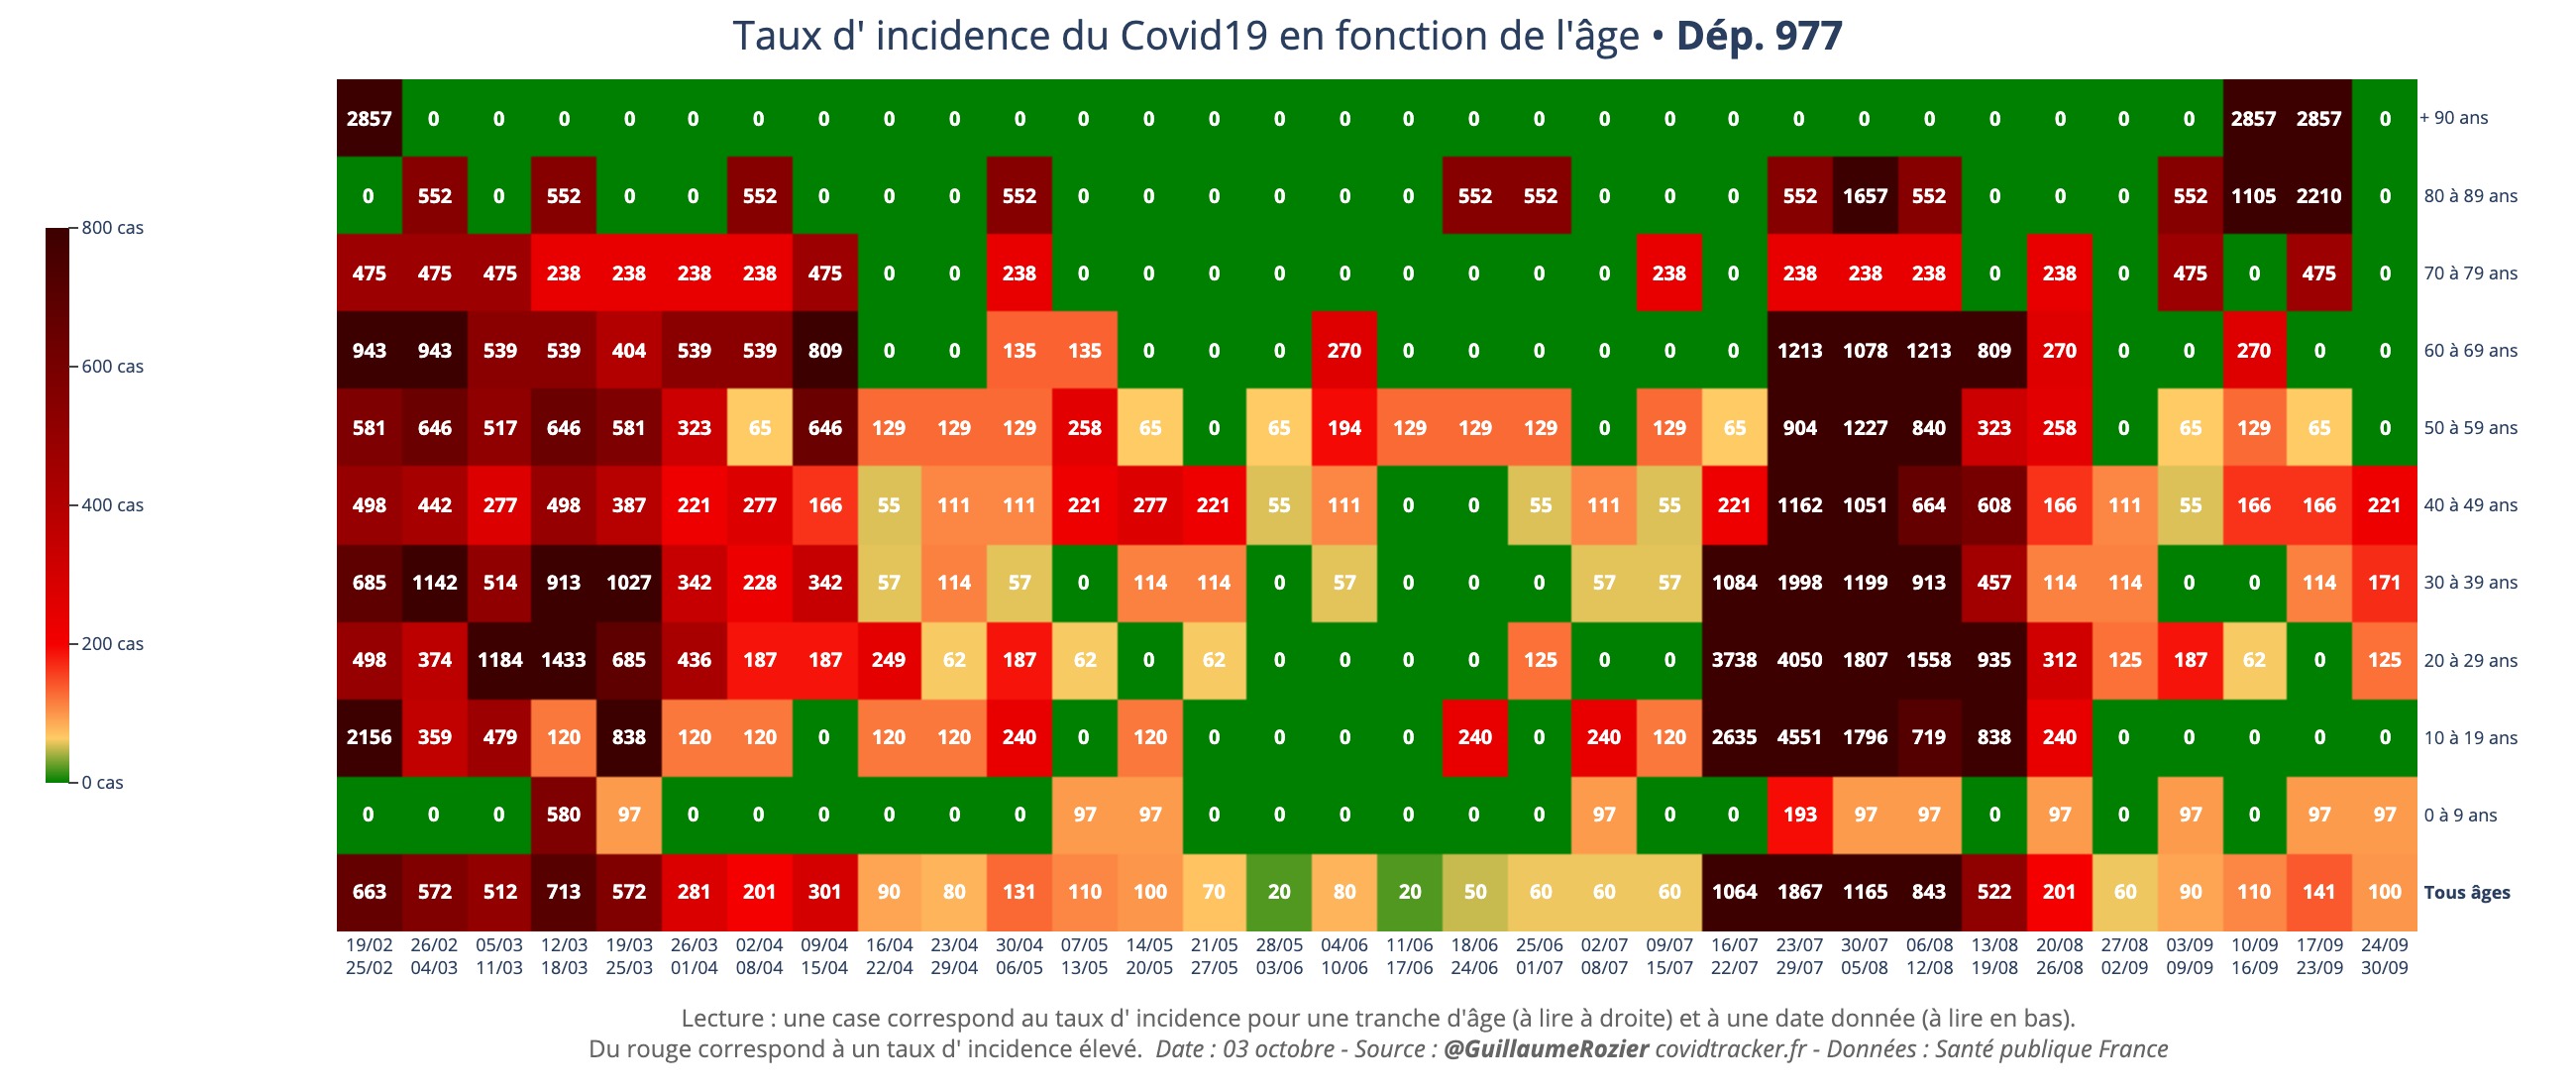 Taux d' incidence du Covid19 en fonction de l'âge • Dép. 977
2857 0 0 0 0 0 0 0 0 0 0 0 0 0 0 0 0 0 0 0 0 0 0 0 0 0 0 0 0 2857 2857 0 + 90 ans
0 552 0 552 0 0 552 0 0 0 552 0 0 0 0 0 0 552 552 0 0 0 552 1657 552 0 0 0 552 1105 2210 0 80 à 89 ans
800 cas
475 475 475 238 238 238 238 475 0 0 238 0 0 0 0 0 0 0 0 0 238 0 238 238 238 0 238 0 475 0 475 0 70 à 79 ans
943 943 539 539 404 539 539 809 0 0 135 135 0 0 0 270 0 0 0 0 0 0 1213 1078 1213 809 270 0 0 270 0 0 60 à 69 ans
600 cas
581 646 517 646 581 323 65 646 129 129 129 258 65 0 65 194 129 129 129 0 129 65 904 1227 840 323 258 0 65 129 65 0 50 à 59 ans
400 cas
498 442 277 498 387 221 277 166 55 111 111 221 277 221 55 111 0 0 55 111 55 221 1162 1051 664 608 166 111 55 166 166 221 40 à 49 ans
685 1142 514 913 1027 342 228 342 57 114 57 0 114 114 0 57 0 0 0 57 57 1084 1998 1199 913 457 114 114 0 0 114 171 30 à 39 ans
200 cas
498 374 1184 1433 685 436 187 187 249 62 187 62 0 62 0 0 0 0 125 0 0 3738 4050 1807 1558 935 312 125 187 62 0 125 20 à 29 ans
2156 359 479 120 838 120 120 0 120 120 240 0 120 0 0 0 0 240 0 240 120 2635 4551 1796 719 838 240 0 0 0 0 0 10 à 19 ans
0 cas
0 0 0 580 97 0 0 0 0 0 0 97 97 0 0 0 0 0 0 97 0 0 193 97 97 0 97 0 97 0 97 97 0 à 9 ans
663 572 512 713 572 281 201 301 90 80 131 110 100 70 20 80 20 50 60 60 60 1064 1867 1165 843 522 201 60 90 110 141 100 Tous âges
19/02 26/02 05/03 12/03 19/03 26/03 02/04 09/04 16/04 23/04 30/04 07/05 14/05 21/05 28/05 04/06 11/06 18/06 25/06 02/07 09/07 16/07 23/07 30/07 06/08 13/08 20/08 27/08 03/09 10/09 17/09 24/09
25/02 04/03 11/03 18/03 25/03 01/04 08/04 15/04 22/04 29/04 06/05 13/05 20/05 27/05 03/06 10/06 17/06 24/06 01/07 08/07 15/07 22/07 29/07 05/08 12/08 19/08 26/08 02/09 09/09 16/09 23/09 30/09
Lecture : une case correspond au taux d' incidence pour une tranche d'âge (à lire à droite) et à une date donnée (à lire en bas).
Du rouge correspond à un taux d' incidence élevé. Date : 03 octobre - Source : @GuillaumeRozier covidtracker.fr - Données : Santé publique France